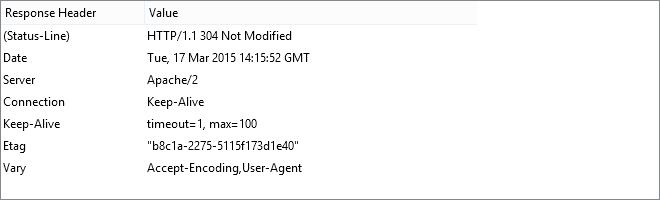 Response Header Value
(Status-Line) HTTP/1.1 304 Not Modified
Date Tue, 17 Mar 2015 14:15:52 GMT
Server Apache/2
Connection Keep-Alive
Keep-Alive timeout=1, max=100
Etag "b8c1a-2275-5115f173d1e40"
Vary Accept-Encoding,User-Agent